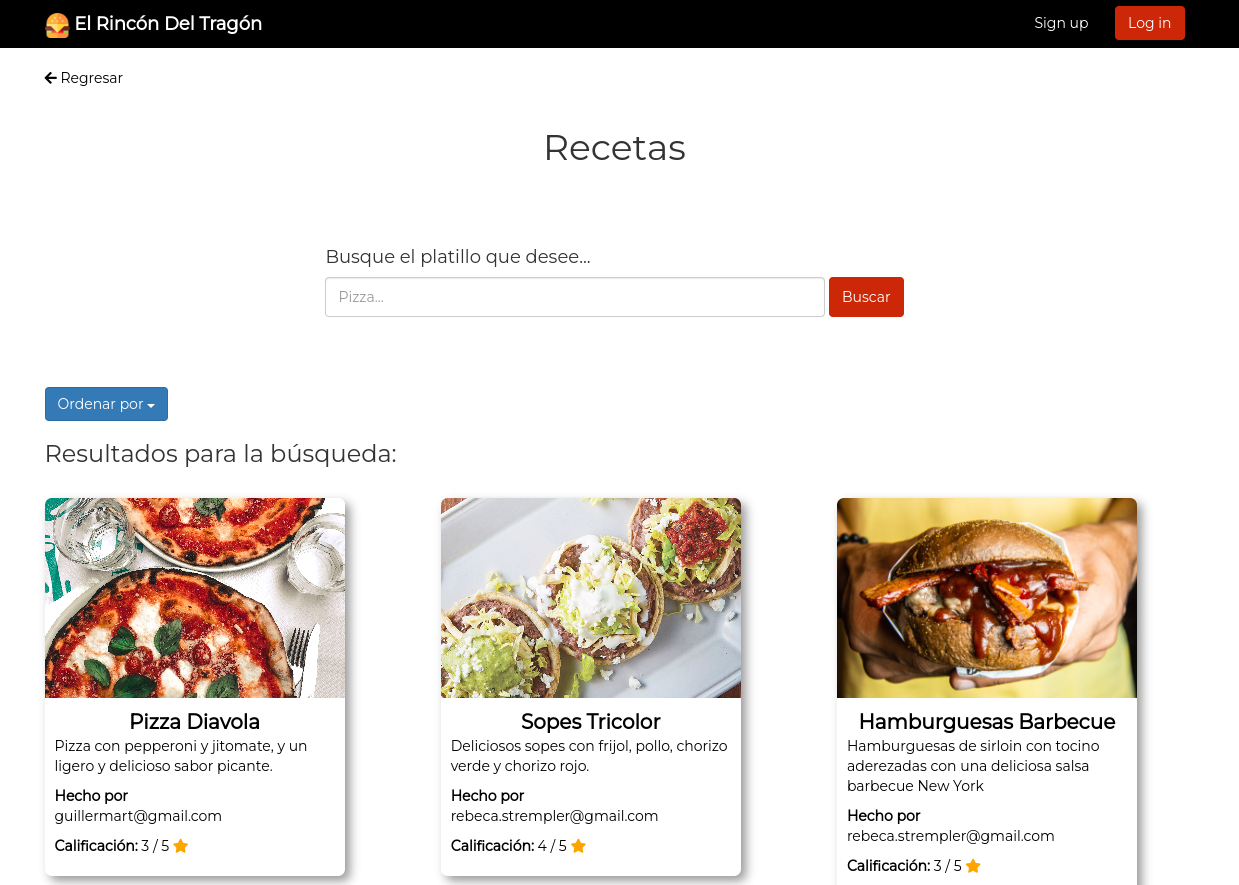 El Rincón Del Tragón
Sign up
Log in
Regresar
Recetas
Busque el platillo que desee...
Pizza...
Buscar
Ordenar por
Resultados para la búsqueda:
Pizza Diavola
Pizza con pepperoni y jitomate, y un
ligero y delicioso sabor picante.
Hecho por
guillermart@gmail.com
Calificación: 3 / 5
Sopes Tricolor
Deliciosos sopes con frijol, pollo, chorizo
verde y chorizo rojo.
Hecho por
rebeca.strempler@gmail.com
Calificación: 4 / 5
Hamburguesas Barbecue
Hamburguesas de sirloin con tocino
aderezadas con una deliciosa salsa
barbecue New York
Hecho por
rebeca.strempler@gmail.com
Calificación: 3 / 5